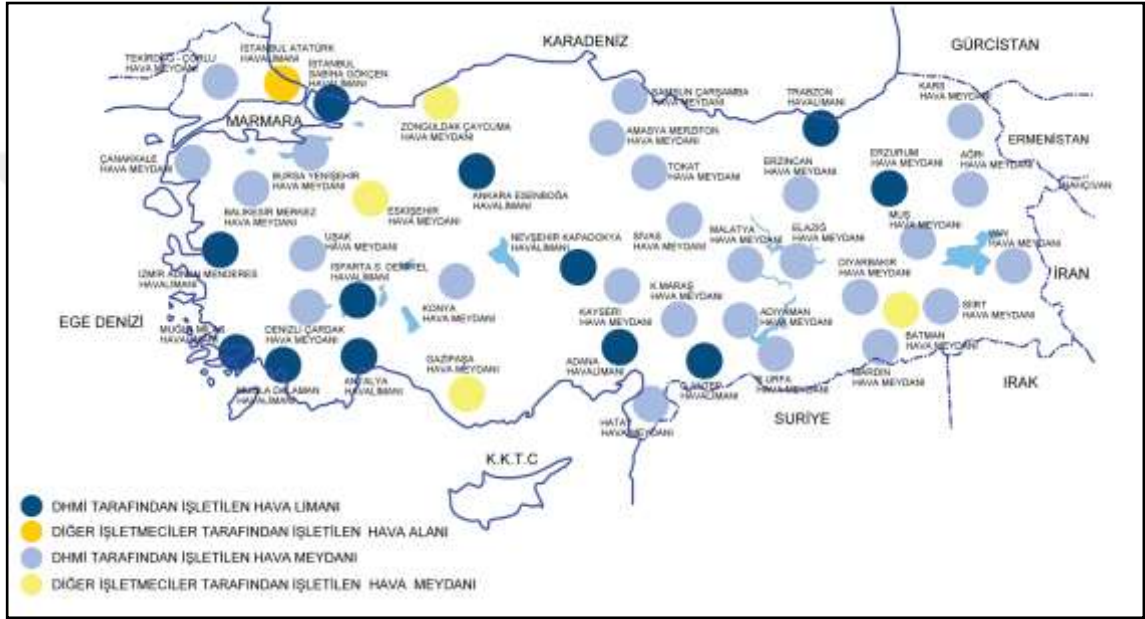 KARADENİZ
GÜRCİSTAN
İSTANBUL ATATÜRK
HAVALİMANI
TEKİRDAĞ - ÇORLU
HAVA MEYDANI
İSTANBUL
SABİHA GÖKÇEN
HAVALİMANI
SAMSUN ÇARŞAMBA
HAVA MEYDANI
TRABZON
HAVALİMANI
KARS
HAVA MEYDANI
MARMARA
ZONGULDAK ÇAYCUMA
HAVA MEYDANI
AMASYA MERZİFON
HAVA MEYDANI
ERMENİSTAN
ÇANAKKALE
HAVA MEYDANI
BURSA YENİŞEHİR
HAVA MEYDANI
TOKAT
HAVA MEYDANI
ERZİNCAN
HAVA MEYDANI
ERZURUM
HAVALİMANI
AĞRI
HAVA MEYDANI
NAHÇIVAN
BALIKESİR MERKEZ
HAVA MEYDANI
ESKİŞEHİR
HAVA MEYDANI
ANKARA ESENBOĞA
HAVALİMANI
MUŞ
HAVA MEYDANI
UŞAK
HAVA MEYDANI
NEVŞEHİR KAPADOKYA
HAVALİMANI
SİVAS
HAVA MEYDANI
MALATYA
HAVA MEYDANI
ELAZIĞ
HAVA MEYDANI
VAN
HAVA MEYDANI
İZMİR ADNAN MENDERES
HAVALİMANI
ISPARTA S. DEMİREL
HAVALİMANI
DİYARBAKIR
HAVA MEYDANI
İRAN
EGE DENİZİ
KONYA
HAVA MEYDANI
KAYSERİ
HAVA MEYDANI
K.MARAŞ
HAVA MEYDANI
ADIYAMAN
HAVA MEYDANI
SİİRT
HAVA MEYDANI
MUĞLA MİLAS
HAVALİMANI
DENİZLİ ÇARDAK
HAVA MEYDANI
BATMAN
HAVA MEYDANI
MUĞLA DALAMAN
HAVALİMANI
ANTALYA
HAVALİMANI
GAZİPAŞA
HAVA MEYDANI
ADANA
HAVALİMANI
G.ANTEP
HAVALİMANI
Ş.URFA
HAVA MEYDANI
MARDİN
HAVA MEYDANI
IRAK
HATAY
HAVA MEYDANI
SURİYE
K.K.T.C
DHMİ TARAFINDAN İŞLETİLEN HAVA LİMANI
DİĞER İŞLETMECİLER TARAFINDAN İŞLETİLEN HAVA ALANI
DHMİ TARAFINDAN İŞLETİLEN HAVA MEYDANI
DİĞER İŞLETMECİLER TARAFINDAN İŞLETİLEN HAVA MEYDANI